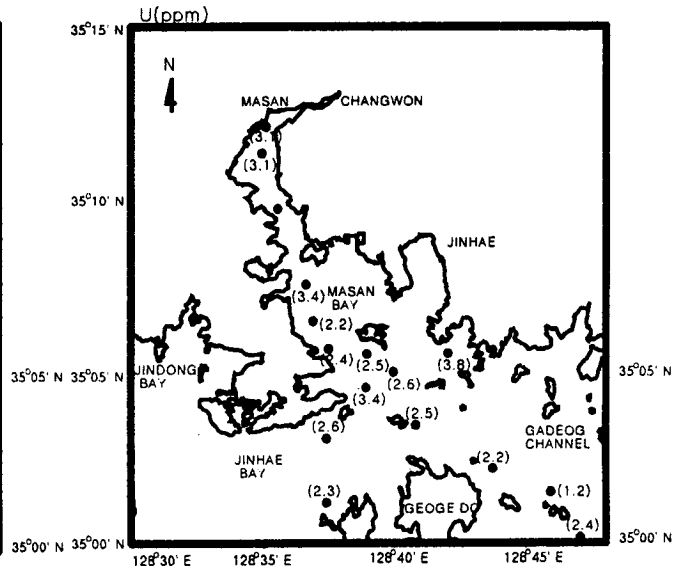 U(ppm)
35°15' N
N
MASAN
CHANGWON
(3.1)
(3.1)
35°10' N
JINHAE
(3.4)
MASAN
BAY
(2.2)
.4)
(2.5)
(3.8)
35°05' N
JINDONG
BAY
(2.6)
35°05' N
(3.4)
(2.5)
(2.6)
GADEOG
CHANNEL
JINHAE
BAY
(2.2)
(2.3)
(1.2)
GEOGE DO
(2.4)
35°00' N
35°00' N
35°00' N
128°30' E
128°35' E
128°40' E
128°45' E